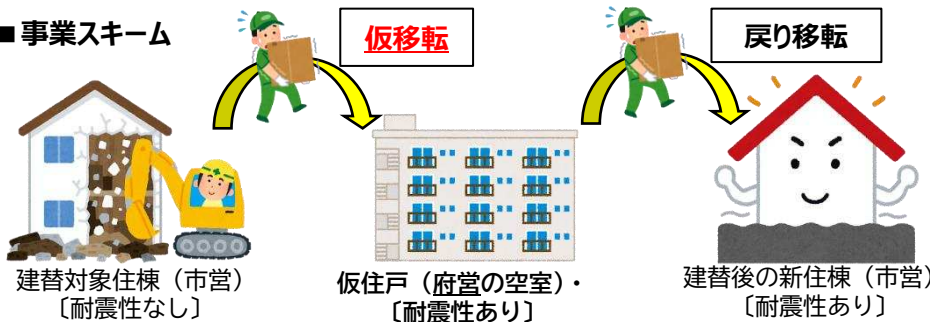 ■事業スキーム
仮移転
戻り移転
建替対象住棟（市営）
〔耐震性なし〕
仮住戸（府営の空室）・
〔耐震性あり〕
建替後の新住棟（市営）
〔耐震性あり〕